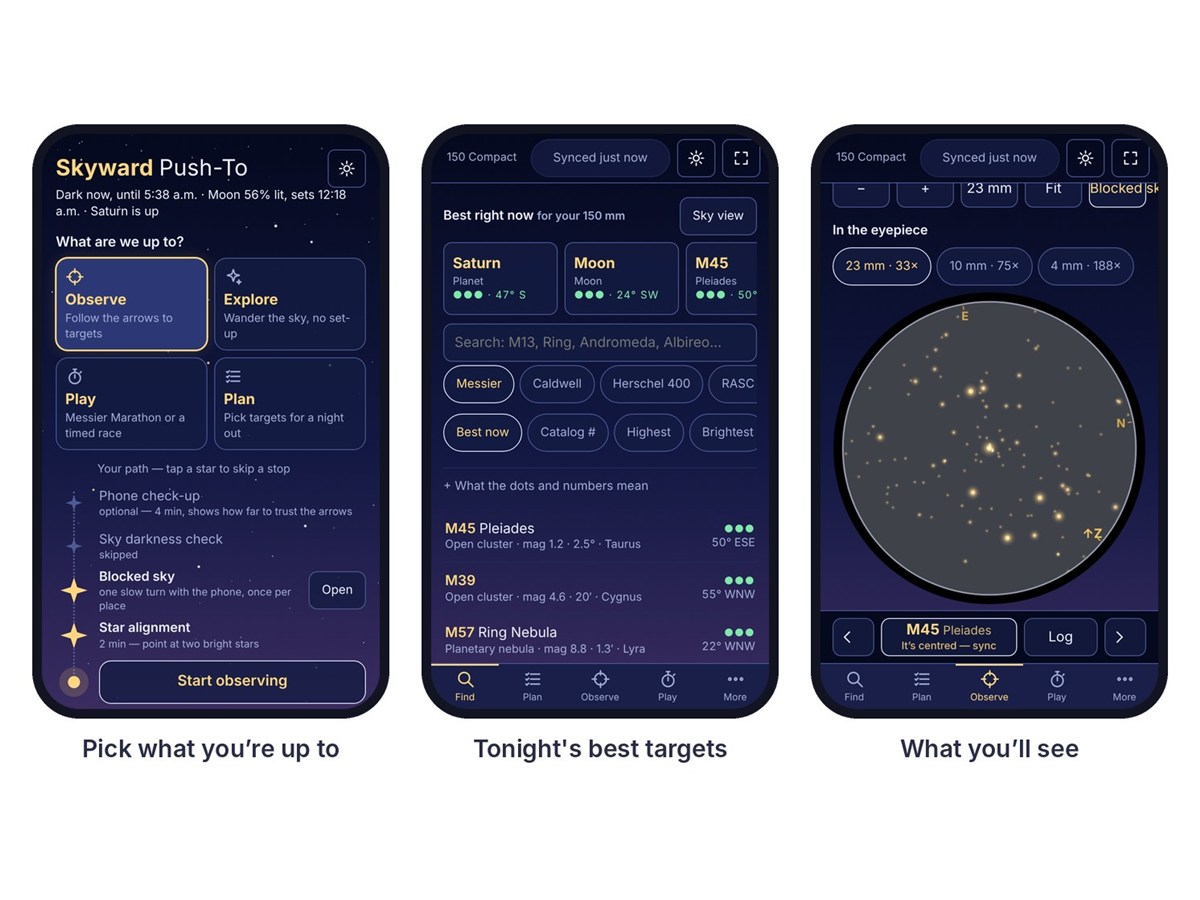 Skyward Push-To
Dark now, until 5:38 a.m. · Moon 56% lit, sets 12:18
a.m. · Saturn is up
What are we up to?
Observe
Follow the arrows to
targets
Explore
Wander the sky, no set-
up
Play
Messier Marathon or a
timed race
Plan
Pick targets for a night
out
Your path — tap a star to skip a stop
Phone check-up
optional — 4 min, shows how far to trust the arrows
Sky darkness check
skipped
Blocked sky
one slow turn with the phone, once per
place
Open
Star alignment
2 min — point at two bright stars
Start observing
Pick what you’re up to
150 Compact
Synced just now
Best right now for your 150 mm
Sky view
Saturn
Planet
●●● · 47° S
Moon
Moon
●●● · 24° SW
M45
Pleiades
●●● · 50°
Search: M13, Ring, Andromeda, Albireo...
Messier
Caldwell
Herschel 400
RASC
Best now
Catalog #
Highest
Brightest
+ What the dots and numbers mean
M45 Pleiades
Open cluster · mag 1.2 · 2.5° · Taurus
●●●
50° ESE
M39
Open cluster · mag 4.6 · 20′ · Cygnus
●●●
55° WNW
M57 Ring Nebula
Planetary nebula · mag 8.8 · 1.3′ · Lyra
●●●
22° WNW
Find
Plan
Observe
Play
More
Tonight's best targets
150 Compact
Synced just now
−
+
23 mm
Fit
Blocked sk
In the eyepiece
23 mm · 33×
10 mm · 75×
4 mm · 188×
E
N
↑Z
M45 Pleiades
It’s centred — sync
Log
Find
Plan
Observe
Play
More
What you’ll see